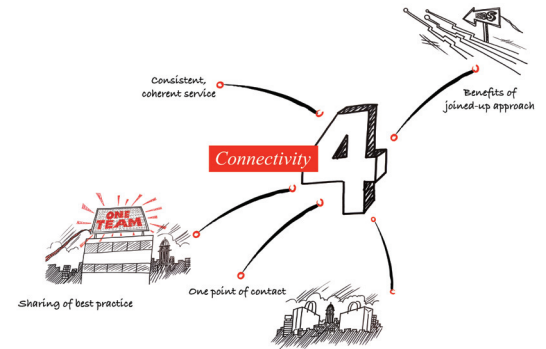 Consistent,
coherent service
Benefits of
joined-up approach
4
Connectivity
ONE
TEAM
Sharing of best practice
One point of contact